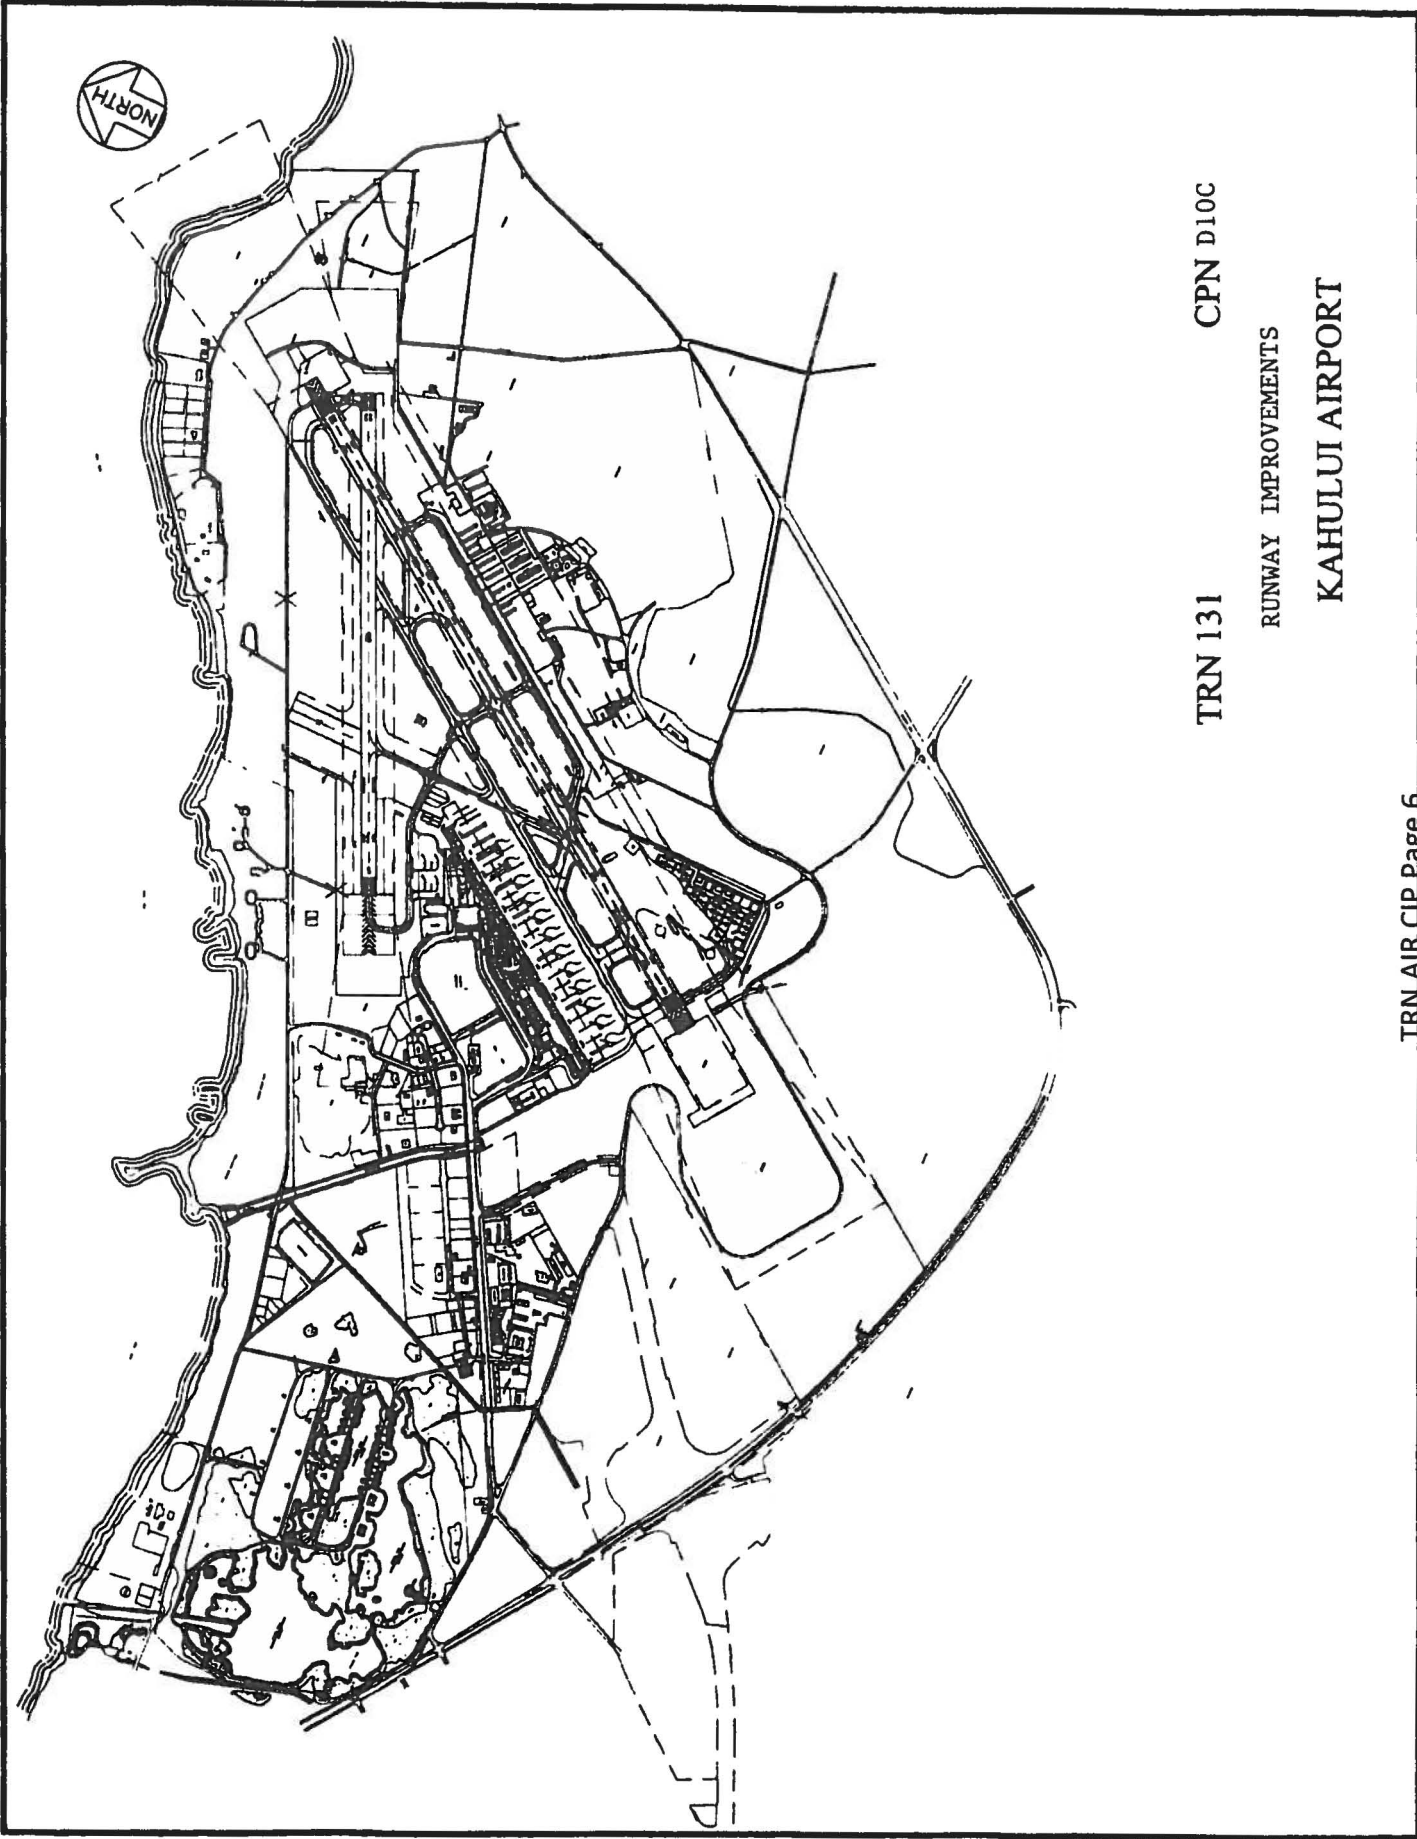 NORTH
TRN 131 CPN D10C
RUNWAY IMPROVEMENTS
KAHULUI AIRPORT
TRN AIR CIP Page 6